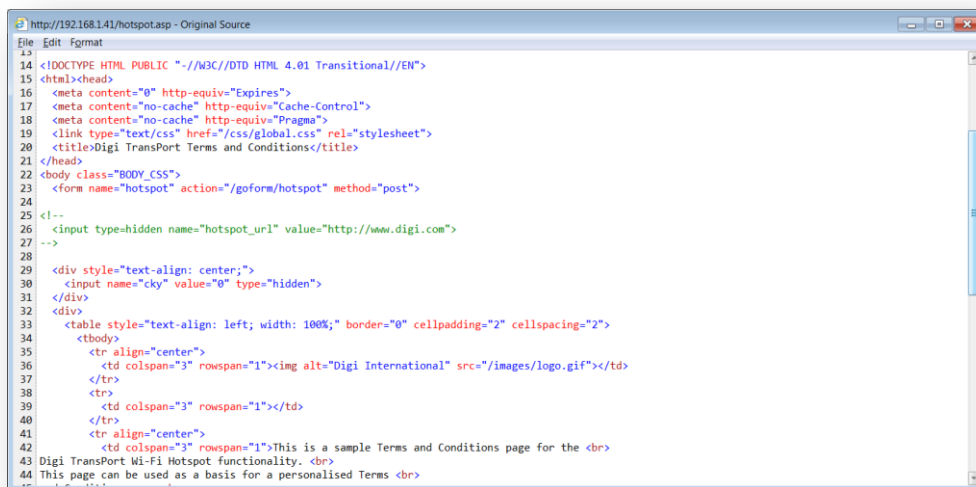 http://192.168.1.41/hotspot.asp - Original Source
File Edit Format
13
14 <!DOCTYPE HTML PUBLIC "-//W3C//DTD HTML 4.01 Transitional//EN">
15 <html><head>
16 <meta content="0" http-equiv="Expires">
17 <meta content="no-cache" http-equiv="Cache-Control">
18 <meta content="no-cache" http-equiv="Pragma">
19 <link type="text/css" href="/css/global.css" rel="stylesheet">
20 <title>Digi TransPort Terms and Conditions</title>
21 </head>
22 <body class="BODY_CSS">
23 <form name="hotspot" action="/goform/hotspot" method="post">
24
25 <!--
26 <input type=hidden name="hotspot_url" value="http://www.digi.com">
27 -->
28
29 <div style="text-align: center;">
30 <input name="cky" value="0" type="hidden">
31 </div>
32 <div>
33 <table style="text-align: left; width: 100%;" border="0" cellpadding="2" cellspacing="2">
34 <tbody>
35 <tr align="center">
36 <td colspan="3" rowspan="1"><img alt="Digi International" src="/images/logo.gif"></td>
37 </tr>
38 <tr>
39 <td colspan="3" rowspan="1"></td>
40 </tr>
41 <tr align="center">
42 <td colspan="3" rowspan="1">This is a sample Terms and Conditions page for the <br>
43 Digi TransPort Wi-Fi Hotspot functionality. <br>
44 This page can be used as a basis for a personalised Terms <br>